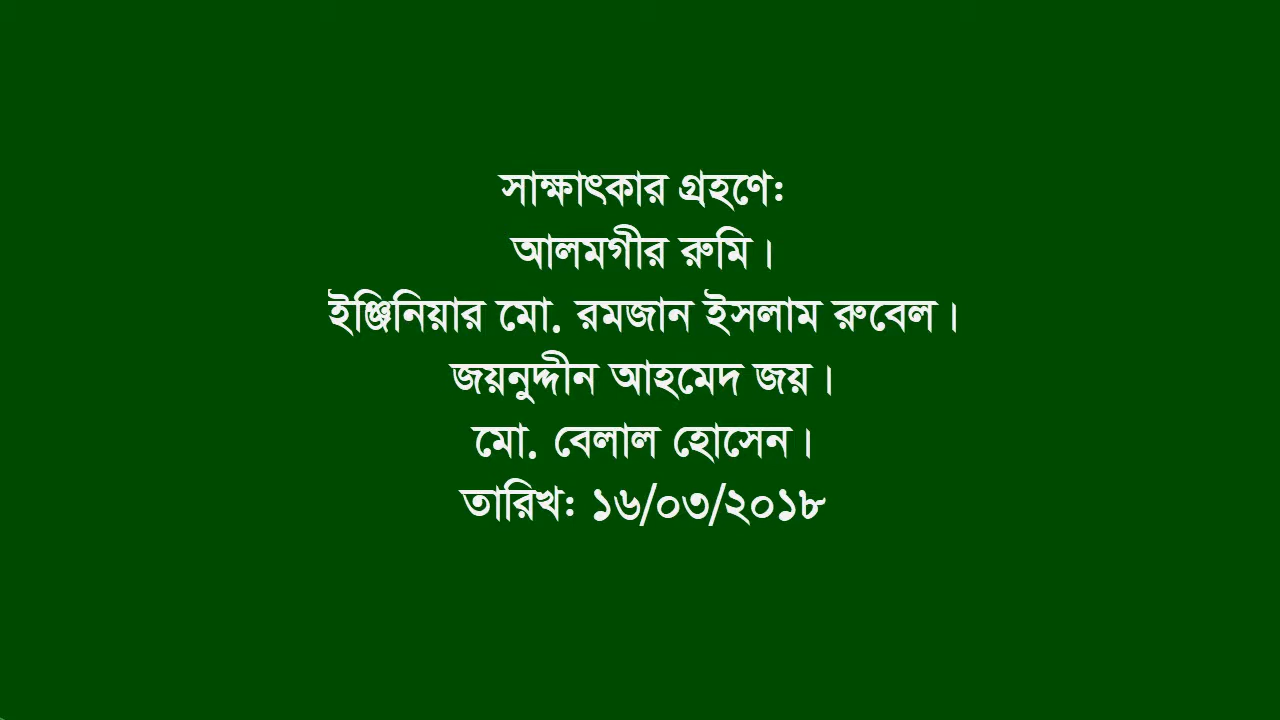 সাক্ষাৎকার গ্রহণে:
আলমগীর রুমি।
ইঞ্জিনিয়ার মো. রমজান ইসলাম রুবেল।
জয়নুদ্দীন আহমেদ জয়।
মো. বেলাল হোসেন।
তারিখ: ১৬/০৩/২০১৮